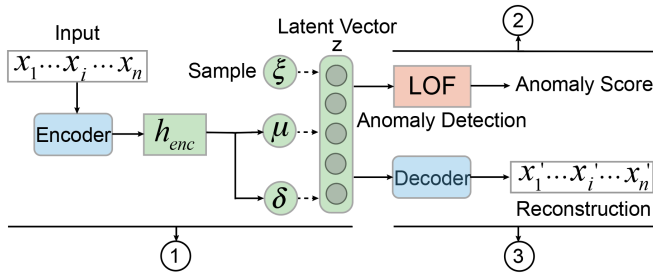 Input
x₁⋯xᵢ⋯xₙ
Encoder
h_enc
Sample
ξ
μ
δ
Latent Vector
z
①
②
LOF
Anomaly Score
Anomaly Detection
Decoder
x₁'⋯xᵢ'⋯xₙ'
Reconstruction
③